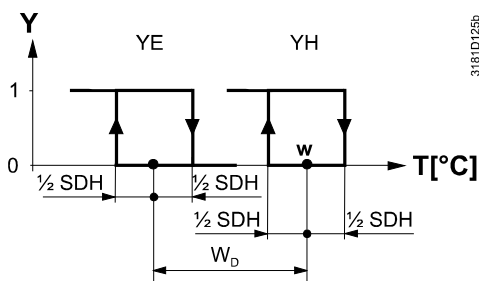 Y
YE
YH
3181D125b
1
w
0
T[°C]
½ SDH
½ SDH
½ SDH
½ SDH
W_D